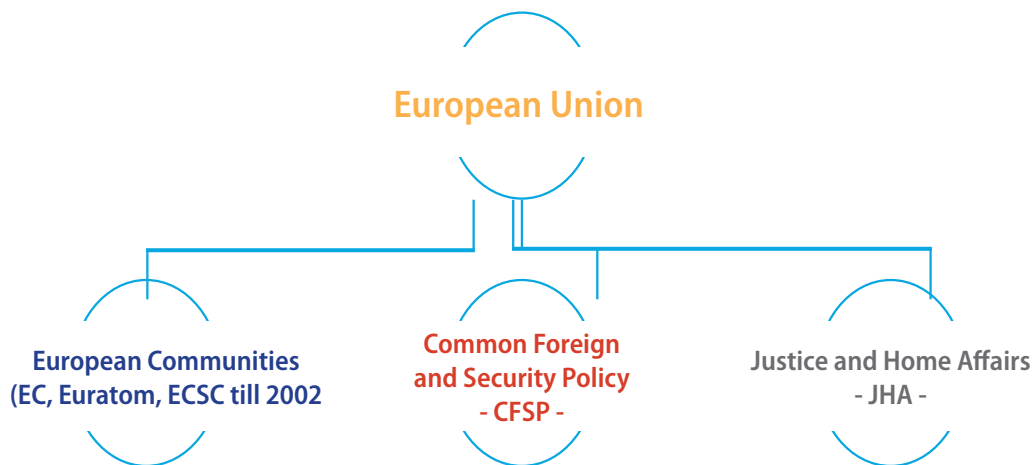 European Union
European Communities
(EC, Euratom, ECSC till 2002
Common Foreign
and Security Policy
- CFSP -
Justice and Home Affairs
- JHA -